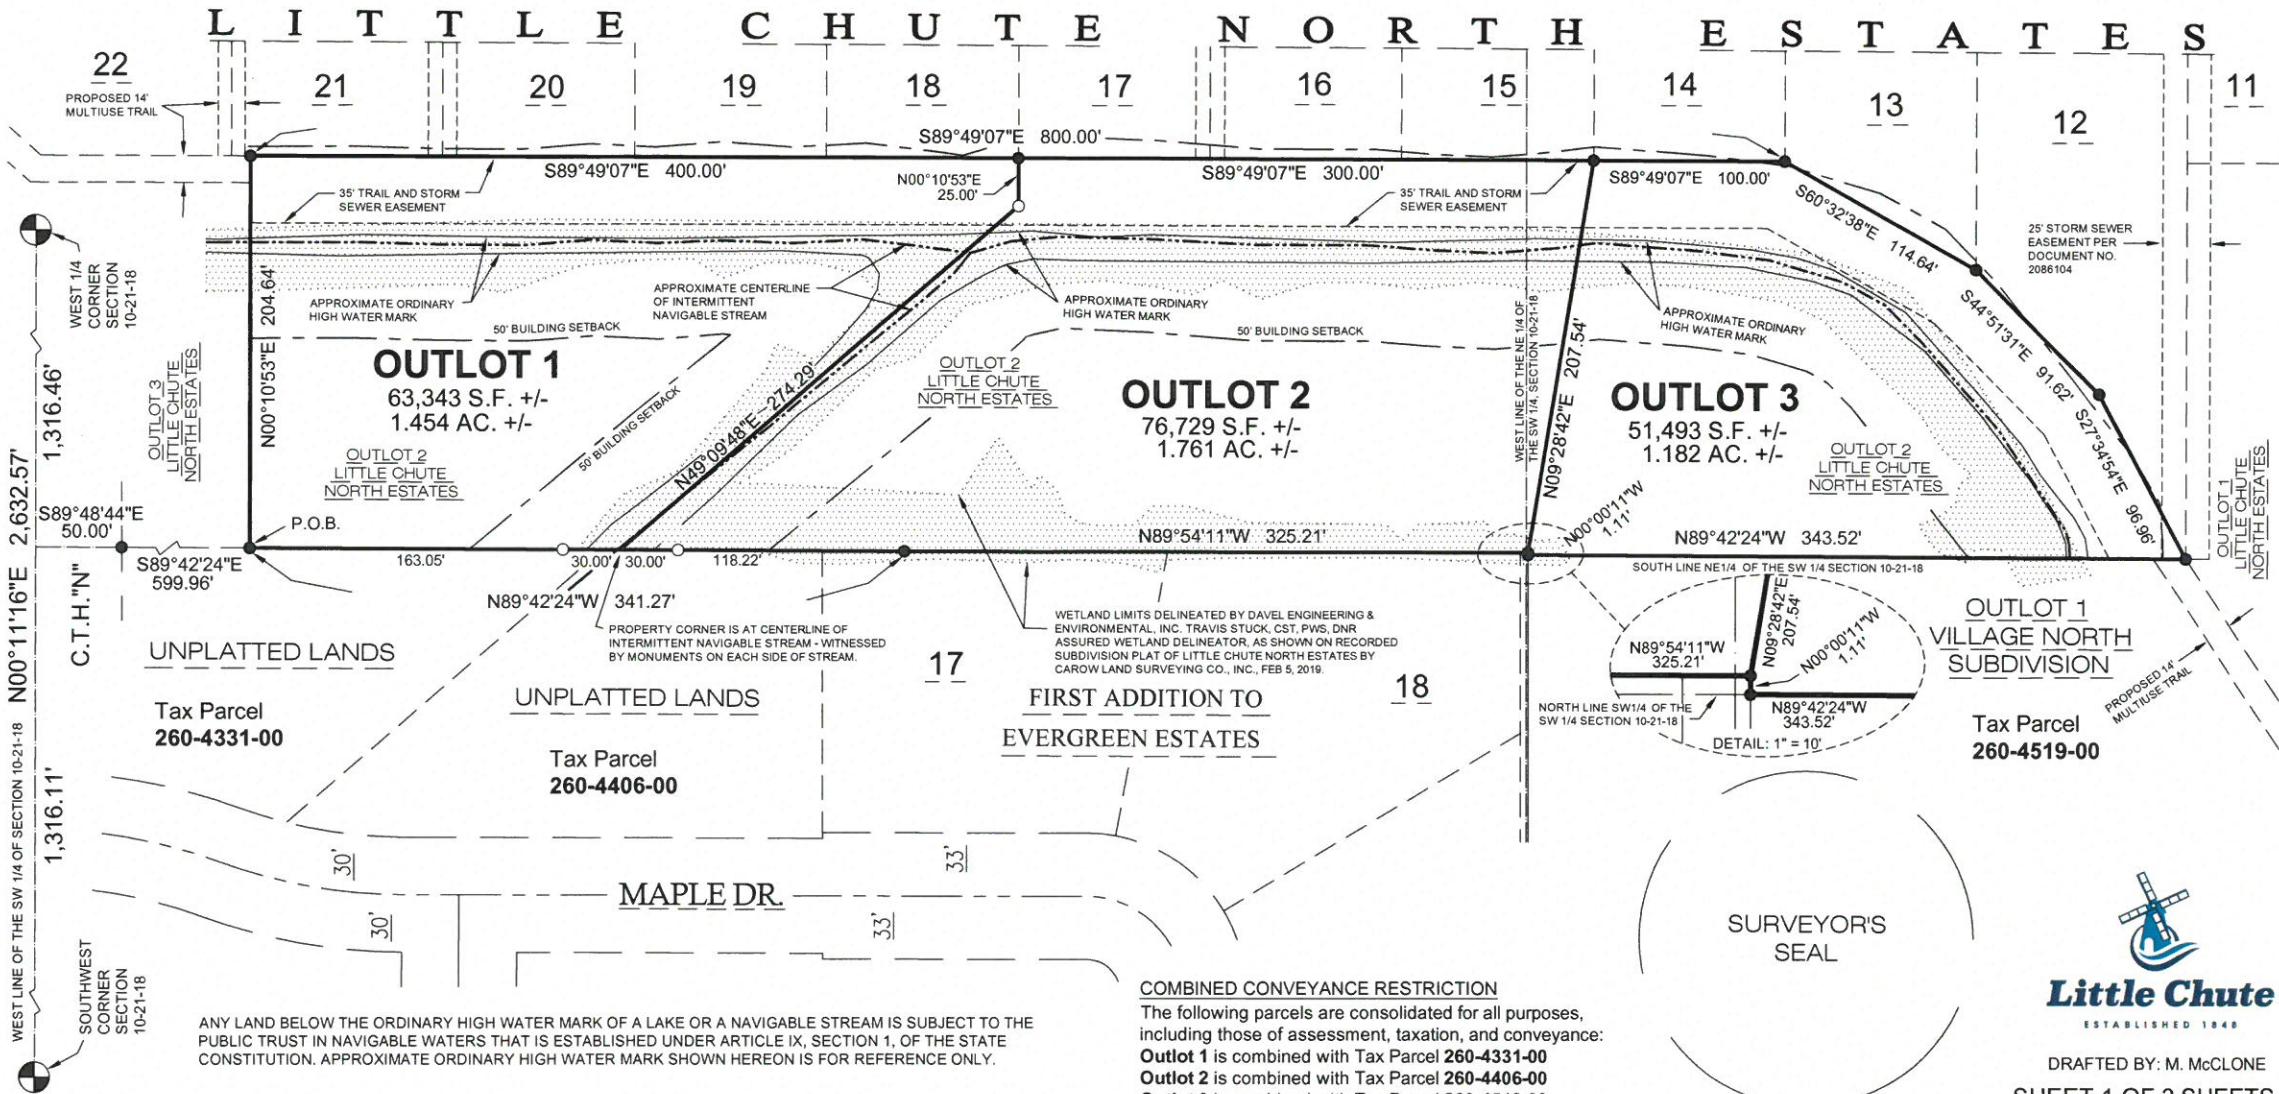 LITTLE CHUTE NORTH ESTATES
22
21
20
19
18
17
16
15
14
13
12
11
PROPOSED 14'
MULTIUSE TRAIL
S89°49'07"E 800.00'
S89°49'07"E 400.00'
N00°10'53"E
25.00'
S89°49'07"E 300.00'
S89°49'07"E 100.00'
35' TRAIL AND STORM
SEWER EASEMENT
35' TRAIL AND STORM
SEWER EASEMENT
S60°32'38"E 114.64'
25' STORM SEWER
EASEMENT PER
DOCUMENT NO.
2086104
WEST 1/4
CORNER
SECTION
10-21-18
N00°10'53"E 204.64'
APPROXIMATE ORDINARY
HIGH WATER MARK
APPROXIMATE CENTERLINE
OF INTERMITTENT
NAVIGABLE STREAM
APPROXIMATE ORDINARY
HIGH WATER MARK
WEST LINE OF THE NE 1/4 OF
THE SW 1/4, SECTION 10-21-18
APPROXIMATE ORDINARY
HIGH WATER MARK
S44°51'31"E 91.62'
50' BUILDING SETBACK
50' BUILDING SETBACK
50' BUILDING SETBACK
OUTLOT 1
63,343 S.F. +/-
1.454 AC. +/-
OUTLOT 2
LITTLE CHUTE
NORTH ESTATES
OUTLOT 3
LITTLE CHUTE
NORTH ESTATES
N49°09'48"E 274.29'
OUTLOT 2
LITTLE CHUTE
NORTH ESTATES
OUTLOT 2
76,729 S.F. +/-
1.761 AC. +/-
N09°28'42"E 207.54'
OUTLOT 3
51,493 S.F. +/-
1.182 AC. +/-
OUTLOT 2
LITTLE CHUTE
NORTH ESTATES
S27°34'54"E 96.96'
OUTLOT 1
LITTLE CHUTE
NORTH ESTATES
1,316.46'
WEST LINE OF THE SW 1/4 OF SECTION 10-21-18 N00°11'16"E 2,632.57'
S89°48'44"E
50.00'
P.O.B.
S89°42'24"E
599.96'
C.T.H."N"
163.05'
30.00'
30.00'
118.22'
N89°42'24"W 341.27'
N89°54'11"W 325.21'
N00°00'11"W
1.11'
N89°42'24"W 343.52'
SOUTH LINE NE1/4 OF THE SW 1/4 SECTION 10-21-18
PROPERTY CORNER IS AT CENTERLINE OF
INTERMITTENT NAVIGABLE STREAM - WITNESSED
BY MONUMENTS ON EACH SIDE OF STREAM.
WETLAND LIMITS DELINEATED BY DAVEL ENGINEERING &
ENVIRONMENTAL, INC. TRAVIS STUCK, CST, PWS, DNR
ASSURED WETLAND DELINEATOR, AS SHOWN ON RECORDED
SUBDIVISION PLAT OF LITTLE CHUTE NORTH ESTATES BY
CAROW LAND SURVEYING CO., INC., FEB 5, 2019.
UNPLATTED LANDS
Tax Parcel
260-4331-00
UNPLATTED LANDS
Tax Parcel
260-4406-00
17
FIRST ADDITION TO
EVERGREEN ESTATES
18
N89°54'11"W
325.21'
N09°28'42"E
207.54'
N00°00'11"W
1.11'
NORTH LINE SW1/4 OF THE
SW 1/4 SECTION 10-21-18
N89°42'24"W
343.52'
DETAIL: 1" = 10'
OUTLOT 1
VILLAGE NORTH
SUBDIVISION
Tax Parcel
260-4519-00
PROPOSED 14'
MULTIUSE TRAIL
1,316.11'
30'
33'
MAPLE DR.
30'
33'
SOUTHWEST
CORNER
SECTION
10-21-18
SURVEYOR'S
SEAL
ANY LAND BELOW THE ORDINARY HIGH WATER MARK OF A LAKE OR A NAVIGABLE STREAM IS SUBJECT TO THE
PUBLIC TRUST IN NAVIGABLE WATERS THAT IS ESTABLISHED UNDER ARTICLE IX, SECTION 1, OF THE STATE
CONSTITUTION. APPROXIMATE ORDINARY HIGH WATER MARK SHOWN HEREON IS FOR REFERENCE ONLY.
COMBINED CONVEYANCE RESTRICTION
The following parcels are consolidated for all purposes,
including those of assessment, taxation, and conveyance:
Outlot 1 is combined with Tax Parcel 260-4331-00
Outlot 2 is combined with Tax Parcel 260-4406-00
Little Chute
ESTABLISHED 1848
DRAFTED BY: M. McCLONE
SHEET 1 OF 3 SHEETS